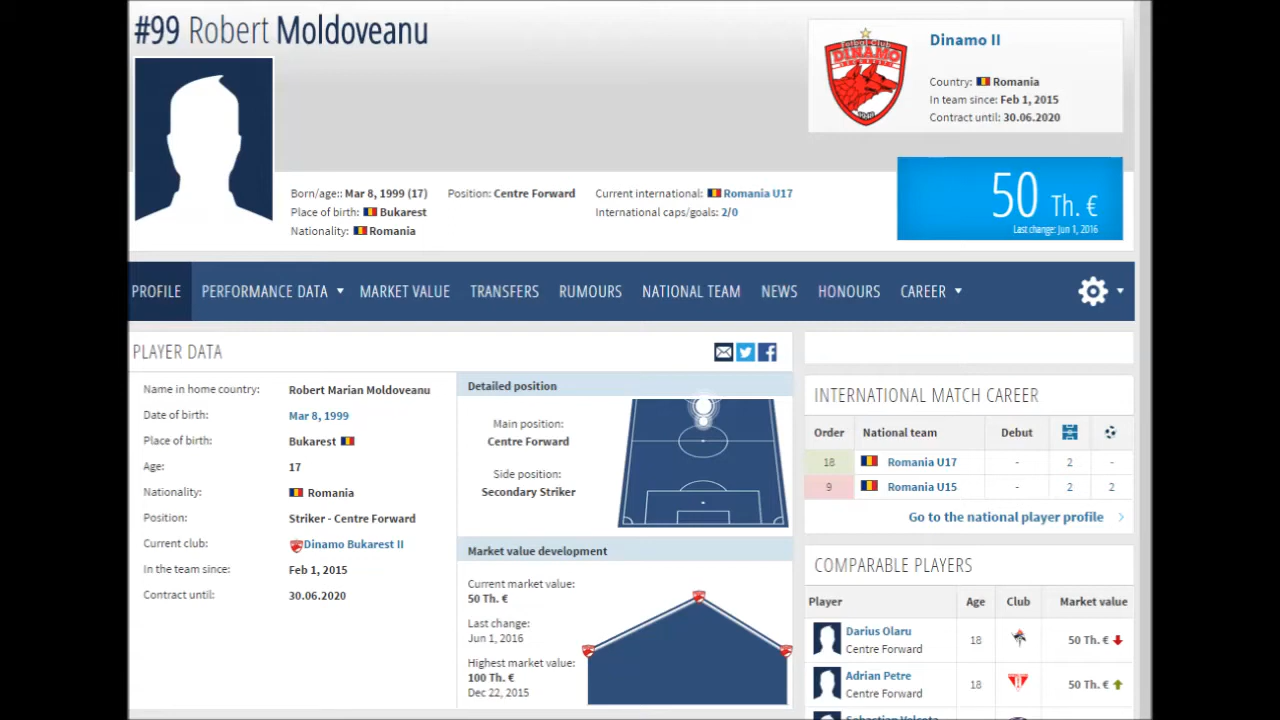 #99 Robert Moldoveanu
Fotbal Club
DINAMO
1948
Dinamo II
Country: Romania
In team since: Feb 1, 2015
Contract until: 30.06.2020
Born/age:: Mar 8, 1999 (17)
Place of birth: Bukarest
Nationality: Romania
Position: Centre Forward
Current international: Romania U17
International caps/goals: 2/0
50 Th. €
Last change: Jun 1, 2016
PROFILE PERFORMANCE DATA MARKET VALUE TRANSFERS RUMOURS NATIONAL TEAM NEWS HONOURS CAREER
PLAYER DATA
Name in home country: Robert Marian Moldoveanu
Date of birth: Mar 8, 1999
Place of birth: Bukarest
Age: 17
Nationality: Romania
Position: Striker - Centre Forward
Current club: Dinamo Bukarest II
In the team since: Feb 1, 2015
Contract until: 30.06.2020
Detailed position
Main position:
Centre Forward
Side position:
Secondary Striker
Market value development
Current market value:
50 Th. €
Last change:
Jun 1, 2016
Highest market value:
100 Th. €
Dec 22, 2015
INTERNATIONAL MATCH CAREER
Order National team Debut
18 Romania U17 - 2 -
9 Romania U15 - 2 2
Go to the national player profile
COMPARABLE PLAYERS
Player Age Club Market value
Darius Olaru
Centre Forward
18 50 Th. €
Adrian Petre
Centre Forward
18 50 Th. €